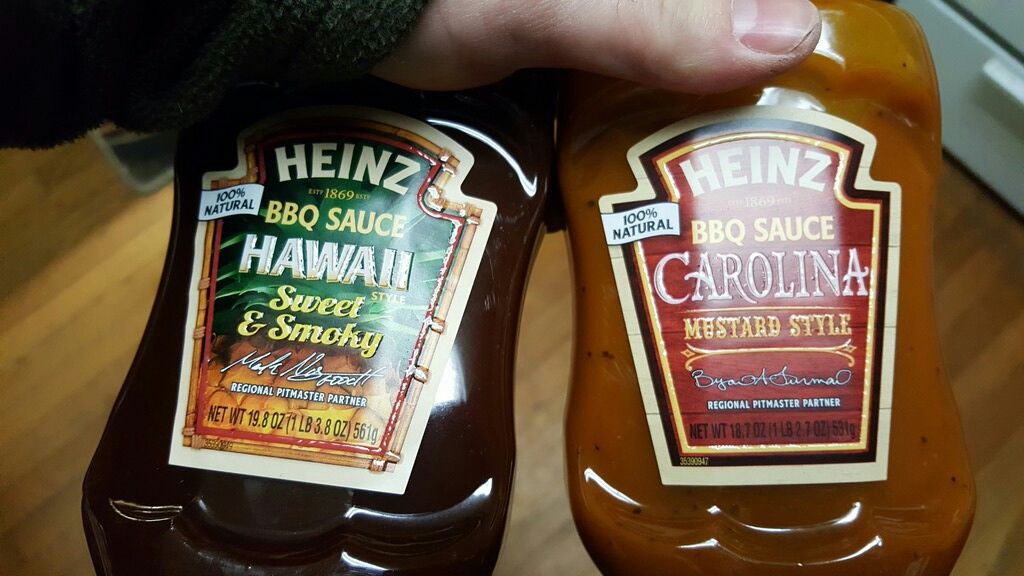 HEINZ
ESTD 1869 ESTD
100%
NATURAL
BBQ SAUCE
HAWAII
STYLE
Sweet
& Smoky
REGIONAL PITMASTER PARTNER
NET WT 19.8 OZ (1 LB 3.8 OZ) 561g
HEINZ
1869
100%
NATURAL
BBQ SAUCE
CAROLINA
MUSTARD STYLE
REGIONAL PITMASTER PARTNER
NET WT 18.7 OZ (1 LB 2.7 OZ) 531g
35390947